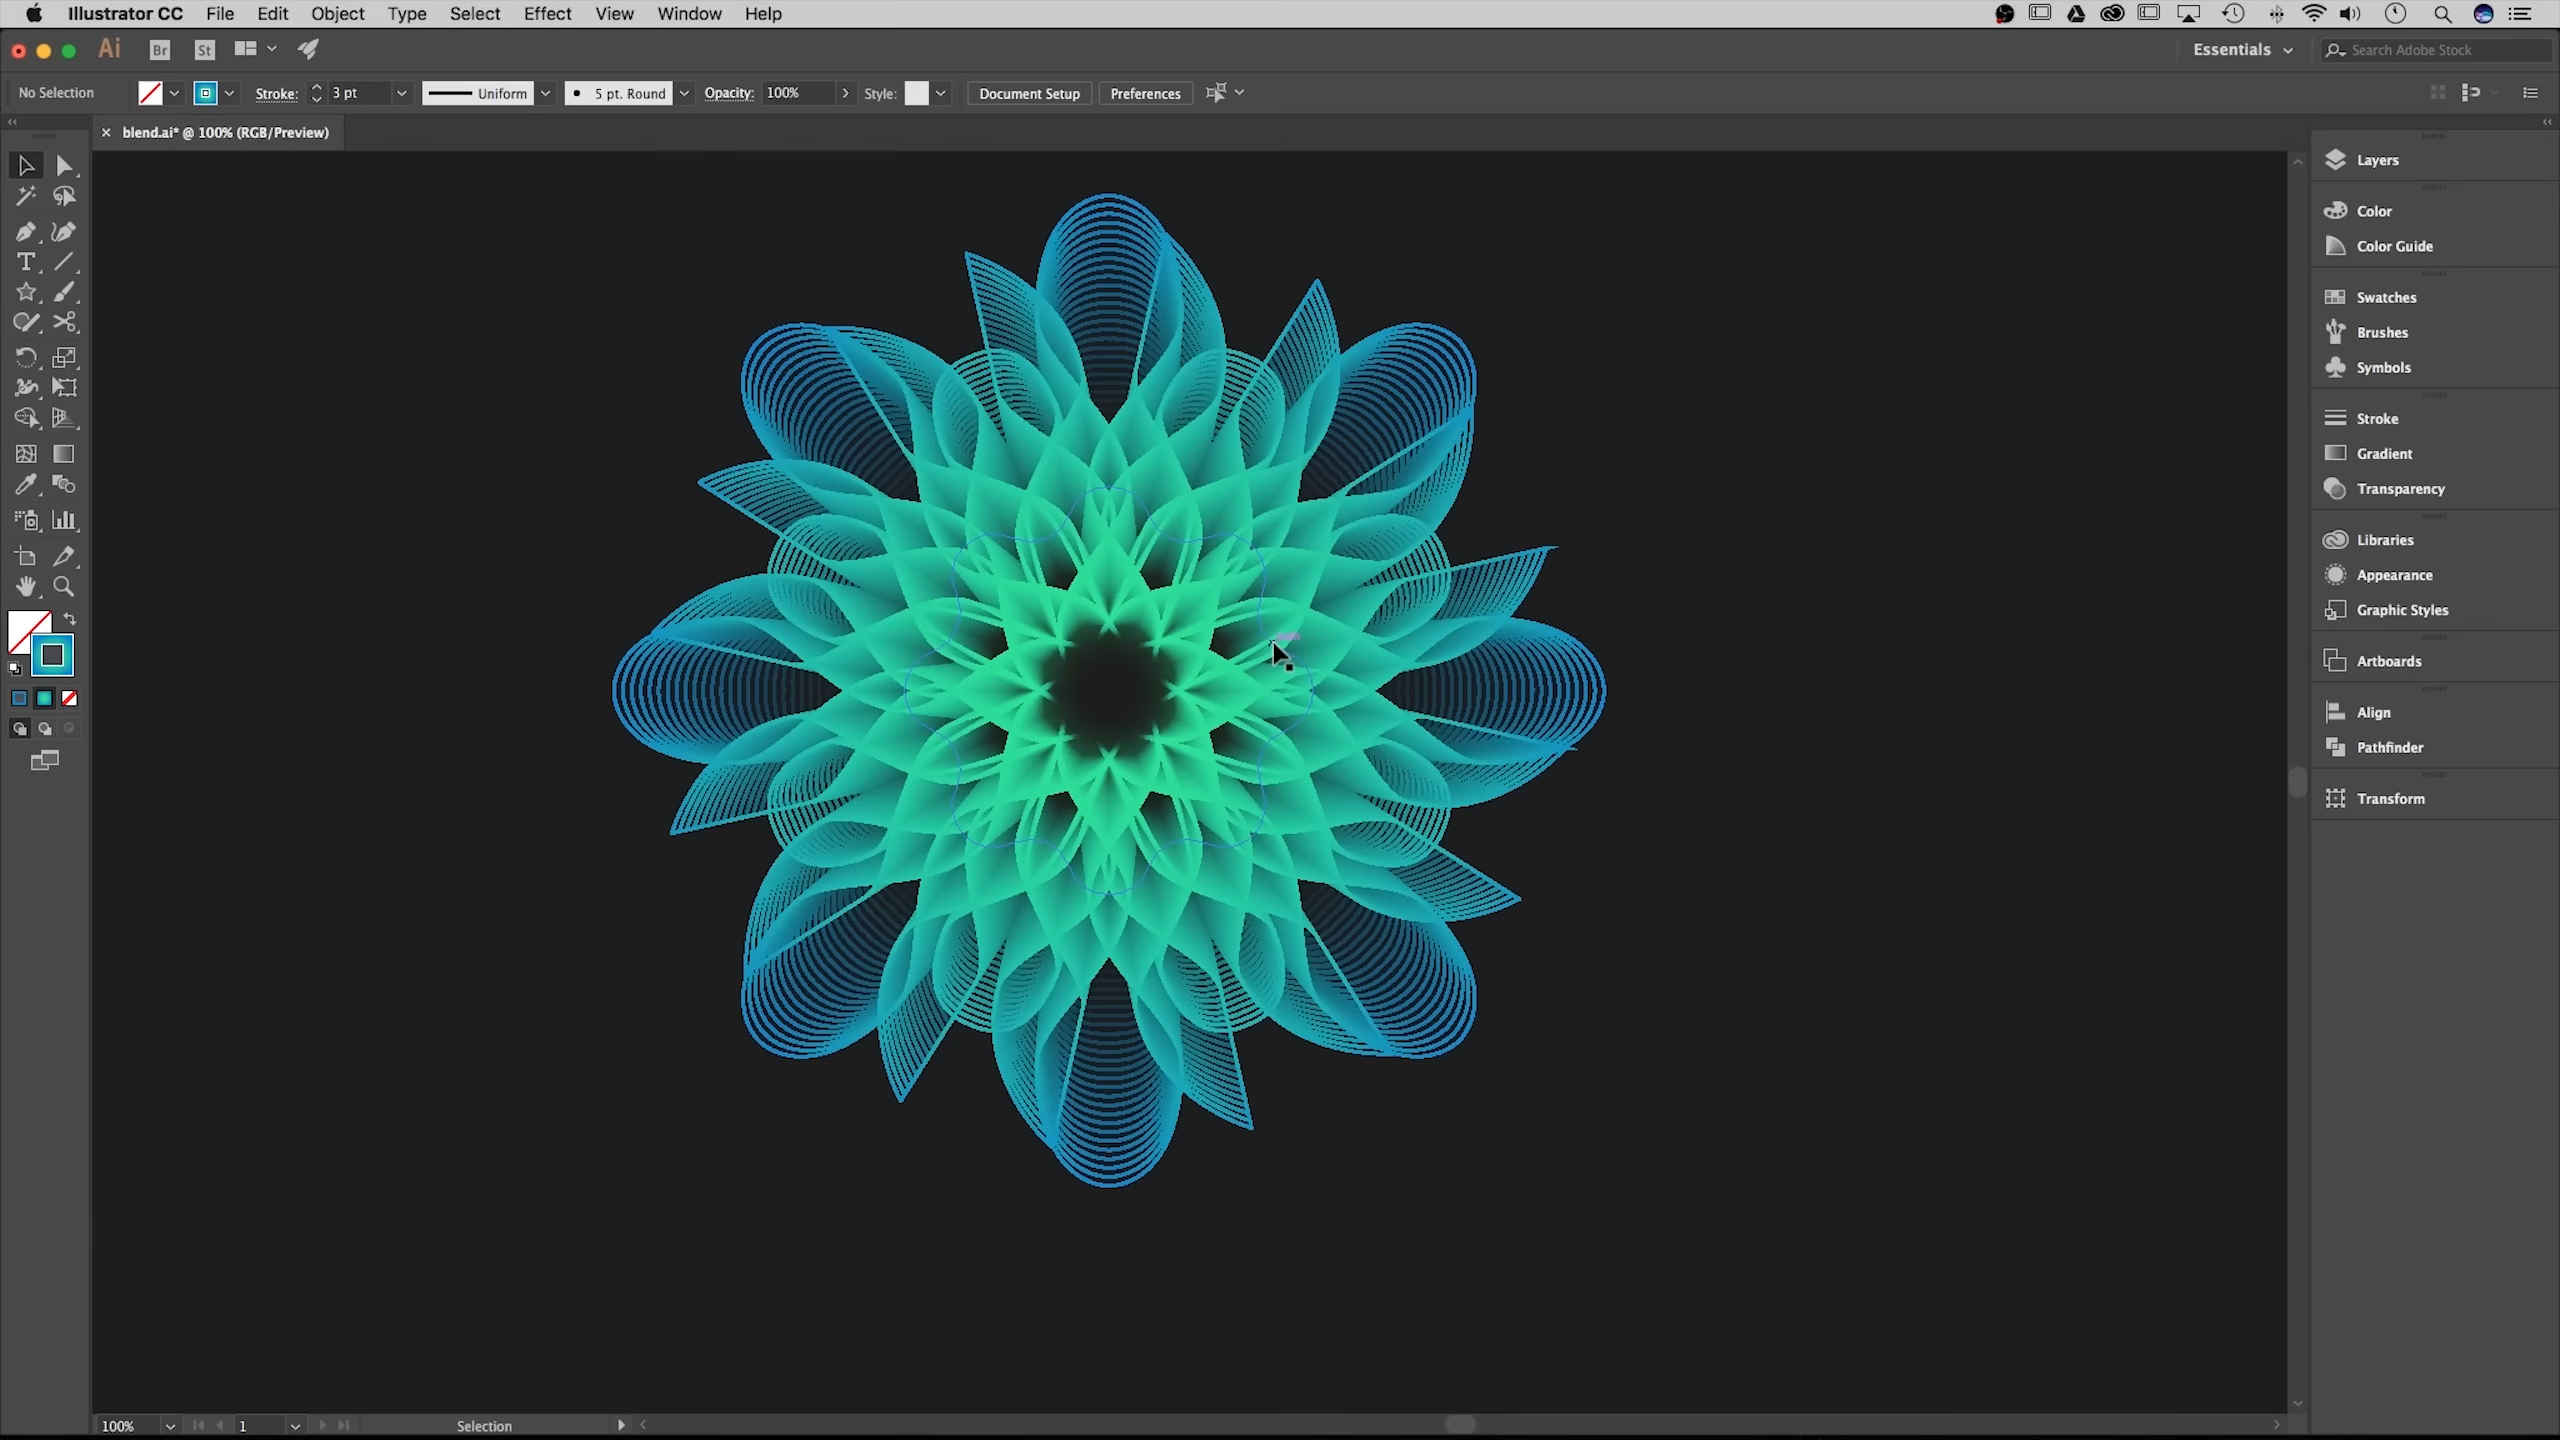 Illustrator CC File Edit Object Type Select Effect View Window Help
Ai Br St Essentials Search Adobe Stock
No Selection Stroke: 3 pt Uniform 5 pt. Round Opacity: 100% Style: Document Setup Preferences
× blend.ai* @ 100% (RGB/Preview)
Layers
Color
Color Guide
Swatches
Brushes
Symbols
Stroke
Gradient
Transparency
Libraries
Appearance
Graphic Styles
Artboards
Align
Pathfinder
Transform
100% 1 Selection